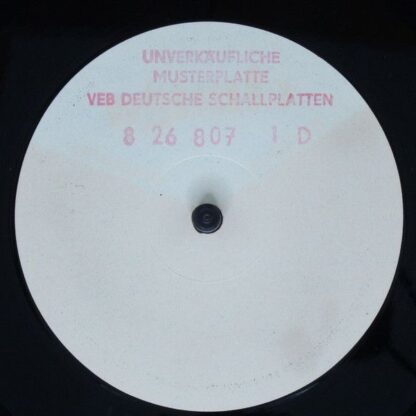 UNVERKÄUFLICHE
MUSTERPLATTE
VEB DEUTSCHE SCHALLPLATTEN
8 26 807 1 D